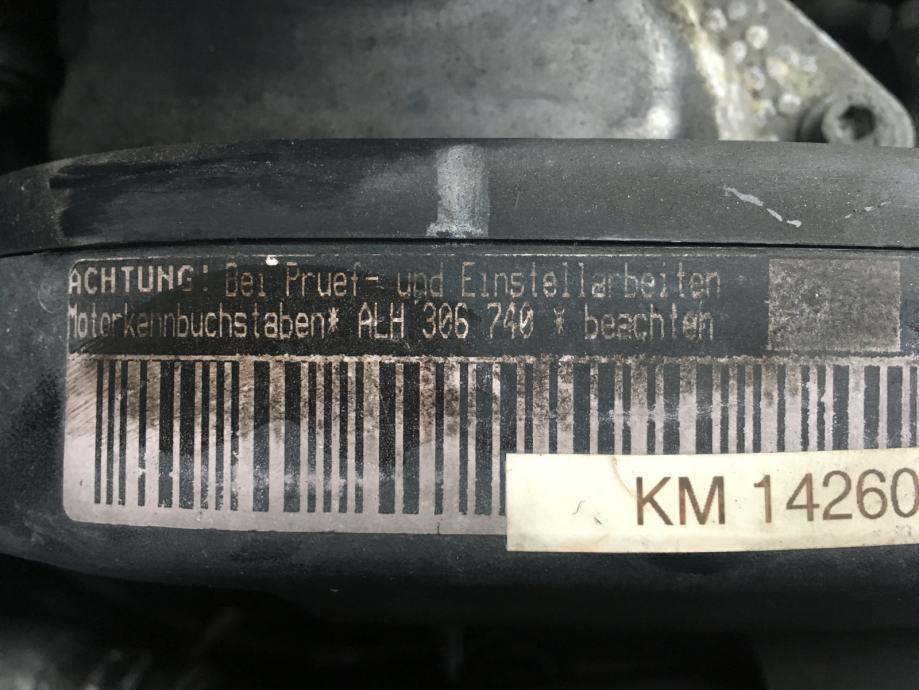 ACHTUNG! Bei Pruef- und Einstellarbeiten
Motorkennbuchstaben* ALH 306 740 * beachten
KM 14260